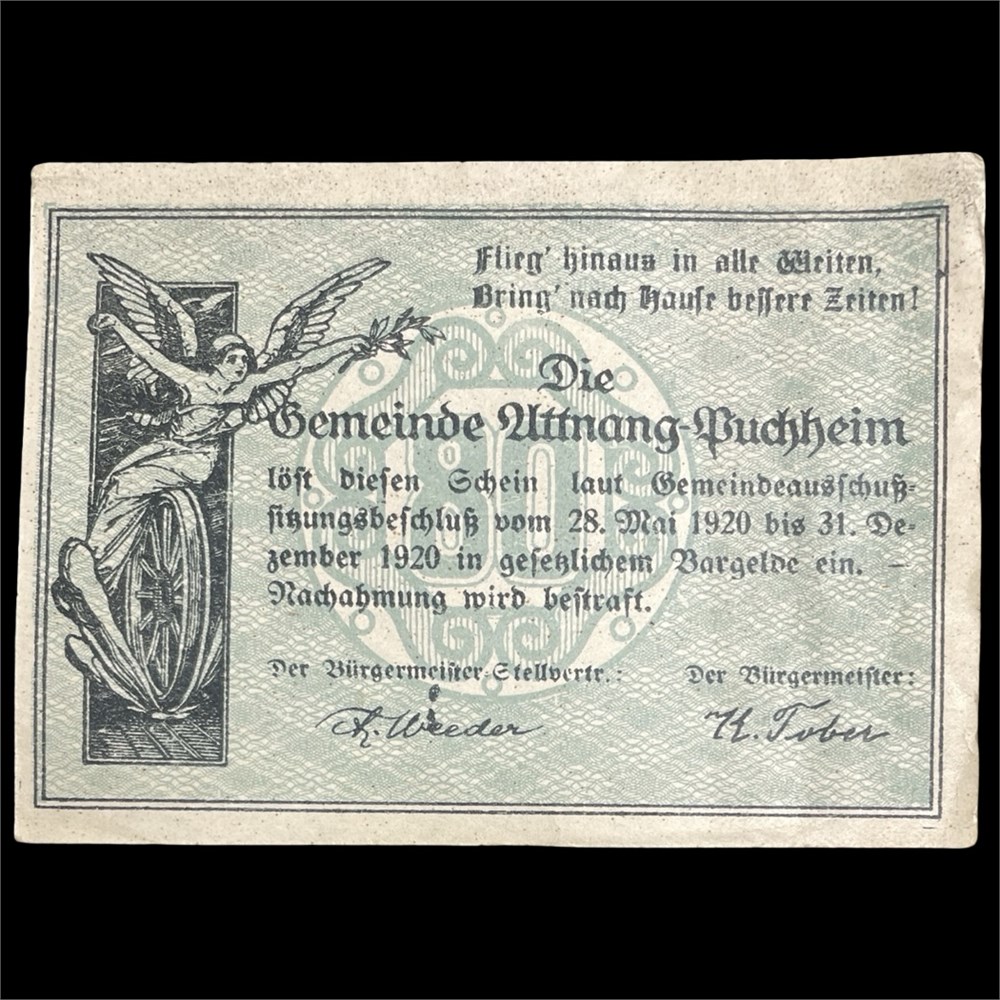 Flieg' hinaus in alle Weiten,
Bring' nach Hause bessere Zeiten!
Die
Gemeinde Attnang-Puchheim
löst diesen Schein laut Gemeindeausschuß-
sitzungsbeschluß vom 28. Mai 1920 bis 31. De-
zember 1920 in gesetzlichem Bargelde ein. –
Nachahmung wird bestraft.
80
Der Bürgermeister-Stellvertr.: Der Bürgermeister:
K. Tober